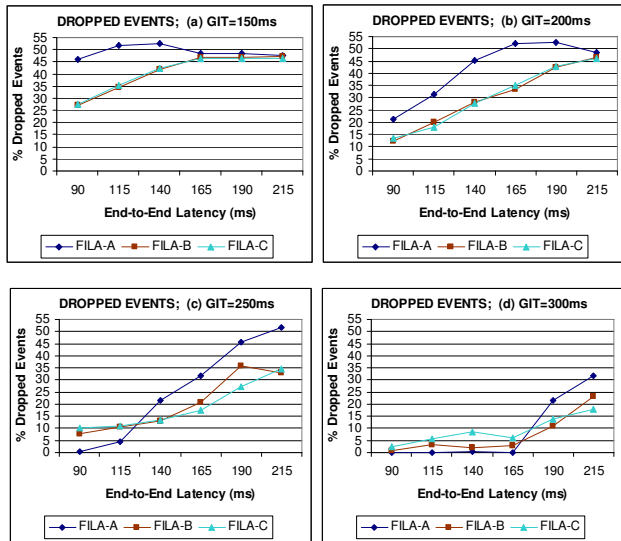 DROPPED EVENTS; (a) GIT=150ms
% Dropped Events
55
50
45
40
35
30
25
20
15
10
5
0
90 115 140 165 190 215
End-to-End Latency (ms)
FILA-A FILA-B FILA-C
DROPPED EVENTS; (b) GIT=200ms
% Dropped Events
55
50
45
40
35
30
25
20
15
10
5
0
90 115 140 165 190 215
End-to-End Latency (ms)
FILA-A FILA-B FILA-C
DROPPED EVENTS; (c) GIT=250ms
% Dropped Events
55
50
45
40
35
30
25
20
15
10
5
0
90 115 140 165 190 215
End-to-End Latency (ms)
FILA-A FILA-B FILA-C
DROPPED EVENTS; (d) GIT=300ms
% Dropped Events
55
50
45
40
35
30
25
20
15
10
5
0
90 115 140 165 190 215
End-to-End Latency (ms)
FILA-A FILA-B FILA-C